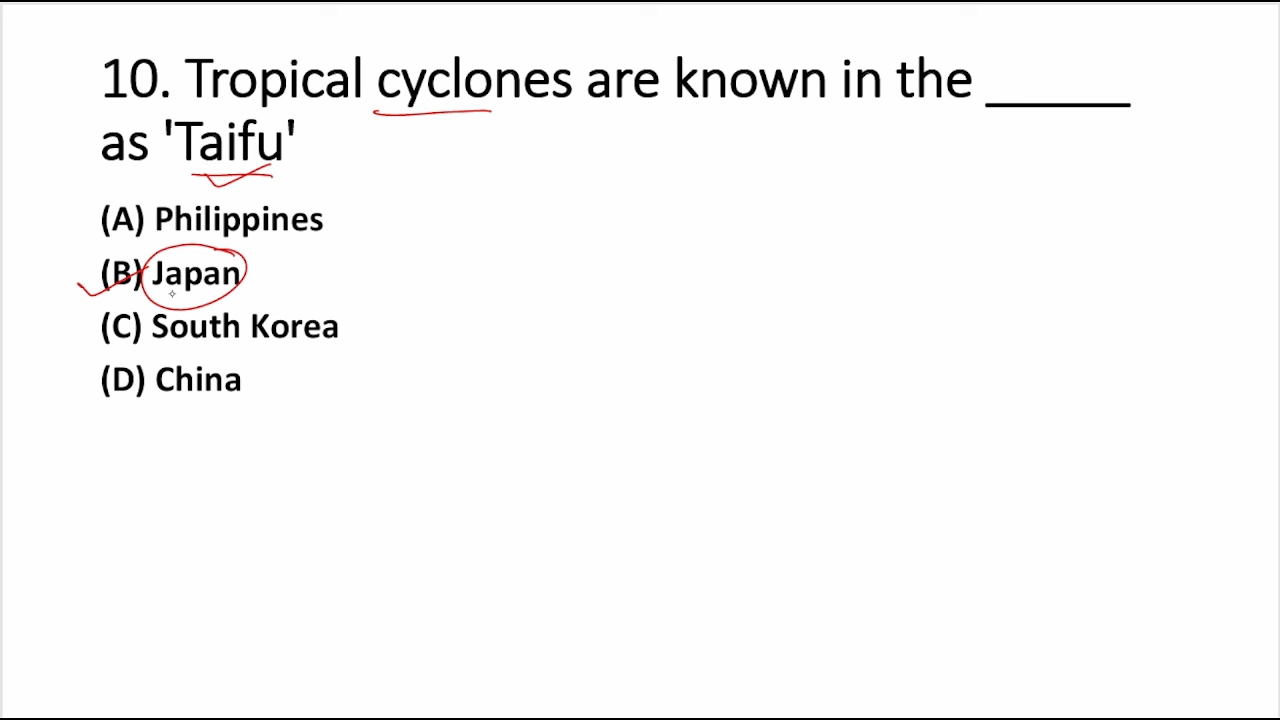 10. Tropical cyclones are known in the ______
as 'Taifu'
(A) Philippines
(B) Japan
(C) South Korea
(D) China